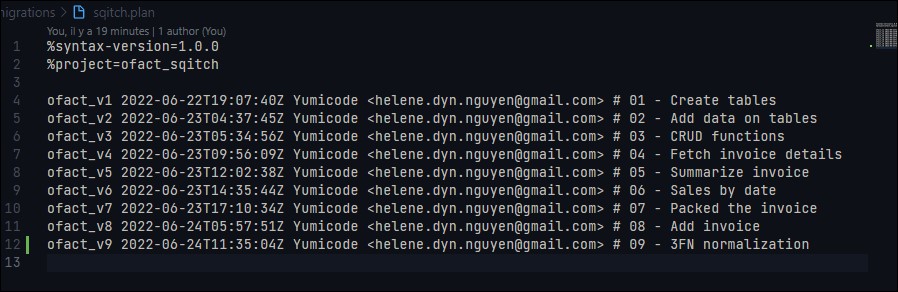 migrations > sqitch.plan
You, il y a 19 minutes | 1 author (You)
1 %syntax-version=1.0.0
2 %project=ofact_sqitch
3
4 ofact_v1 2022-06-22T19:07:40Z Yumicode <helene.dyn.nguyen@gmail.com> # 01 - Create tables
5 ofact_v2 2022-06-23T04:37:45Z Yumicode <helene.dyn.nguyen@gmail.com> # 02 - Add data on tables
6 ofact_v3 2022-06-23T05:34:56Z Yumicode <helene.dyn.nguyen@gmail.com> # 03 - CRUD functions
7 ofact_v4 2022-06-23T09:56:09Z Yumicode <helene.dyn.nguyen@gmail.com> # 04 - Fetch invoice details
8 ofact_v5 2022-06-23T12:02:38Z Yumicode <helene.dyn.nguyen@gmail.com> # 05 - Summarize invoice
9 ofact_v6 2022-06-23T14:35:44Z Yumicode <helene.dyn.nguyen@gmail.com> # 06 - Sales by date
10 ofact_v7 2022-06-23T17:10:34Z Yumicode <helene.dyn.nguyen@gmail.com> # 07 - Packed the invoice
11 ofact_v8 2022-06-24T05:57:51Z Yumicode <helene.dyn.nguyen@gmail.com> # 08 - Add invoice
12 ofact_v9 2022-06-24T11:35:04Z Yumicode <helene.dyn.nguyen@gmail.com> # 09 - 3FN normalization
13